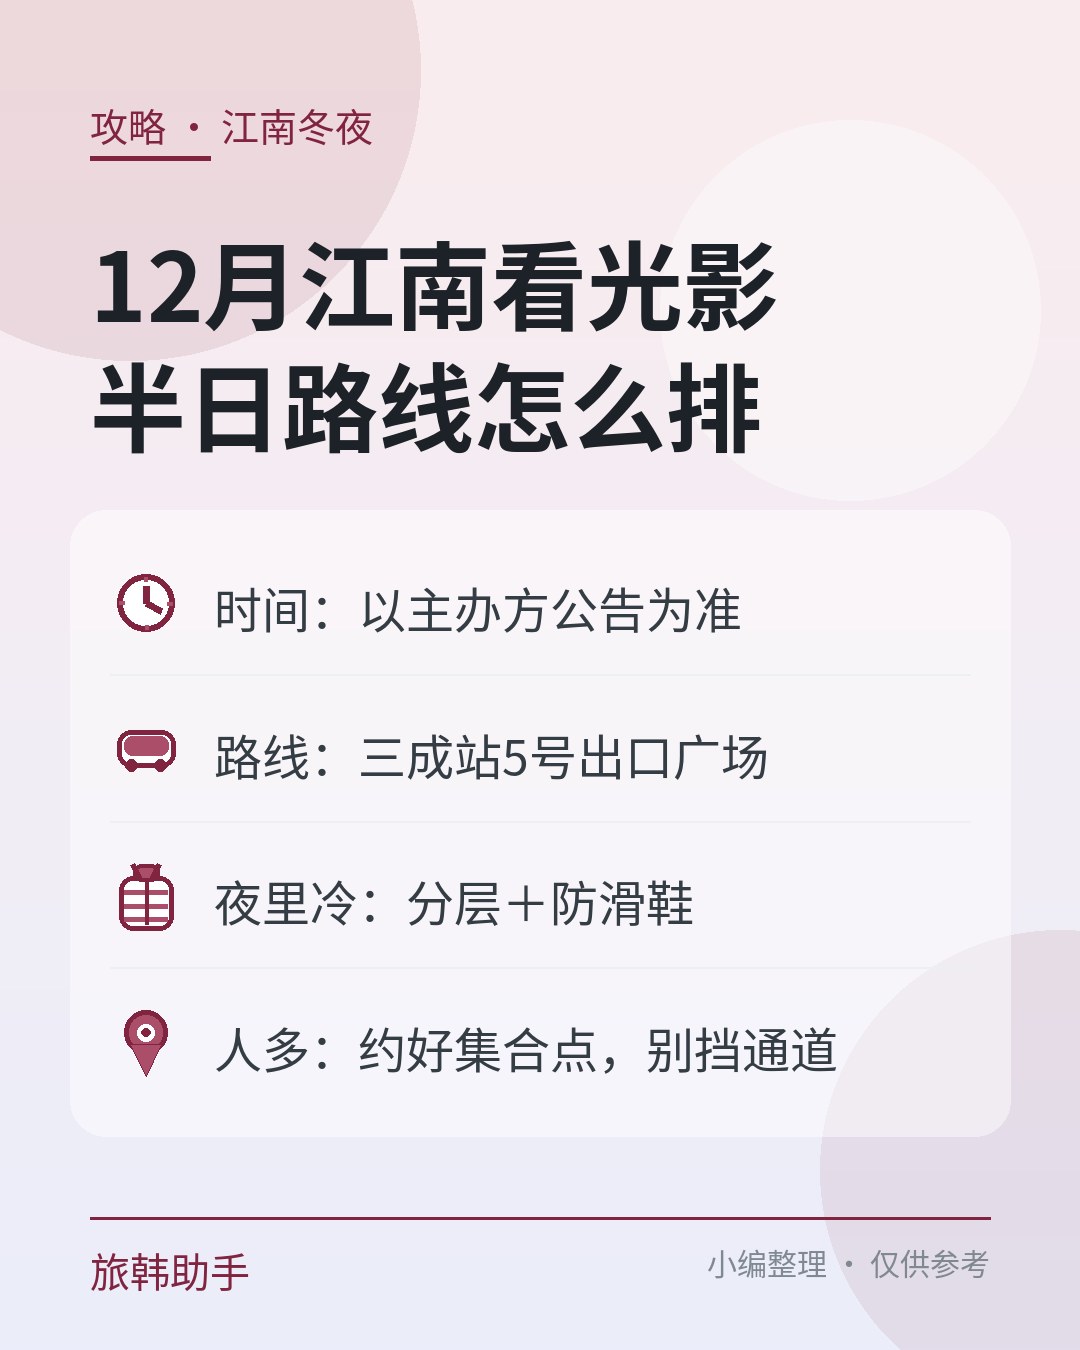 攻略 · 江南冬夜
12月江南看光影
半日路线怎么排
时间：以主办方公告为准
路线：三成站5号出口广场
夜里冷：分层＋防滑鞋
人多：约好集合点，别挡通道
旅韩助手
小编整理 · 仅供参考